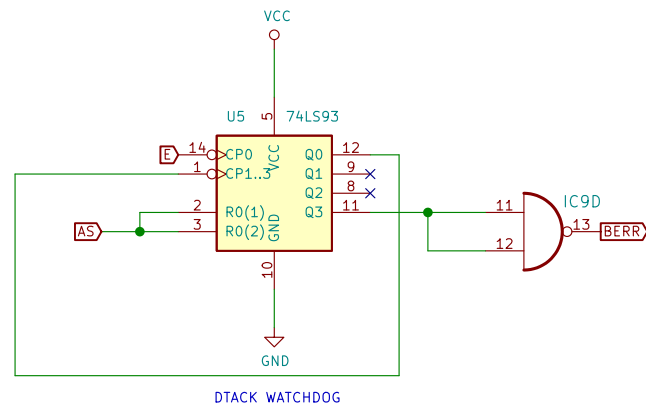 VCC
U5 74LS93
5
E 14 CP0 VCC Q0 12
1 CP1..3 Q1 9
Q2 8
2 R0(1) Q3 11 11 IC9D
AS 3 R0(2) GND 13 BERR
12
10
GND
DTACK WATCHDOG